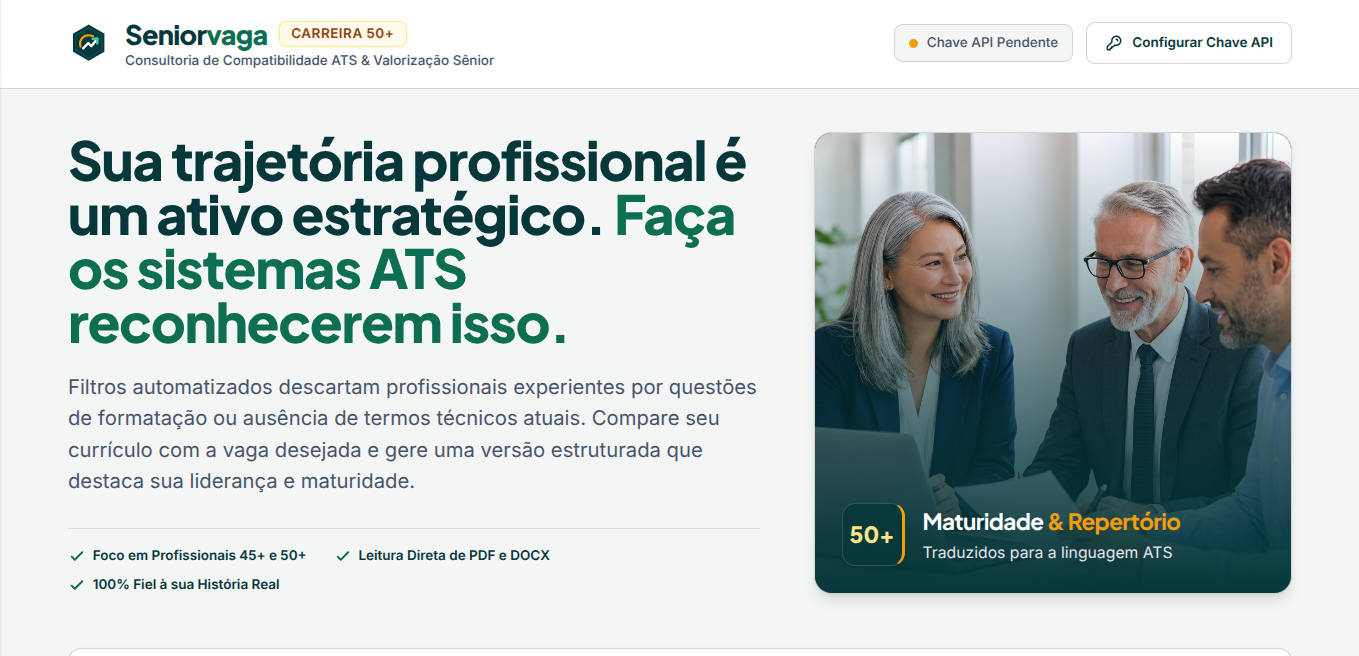 Seniorvaga
CARREIRA 50+
Consultoria de Compatibilidade ATS & Valorização Sênior
Chave API Pendente
Configurar Chave API
Sua trajetória profissional é
um ativo estratégico. Faça
os sistemas ATS
reconhecerem isso.
Filtros automatizados descartam profissionais experientes por questões
de formatação ou ausência de termos técnicos atuais. Compare seu
currículo com a vaga desejada e gere uma versão estruturada que
destaca sua liderança e maturidade.
Foco em Profissionais 45+ e 50+
Leitura Direta de PDF e DOCX
100% Fiel à sua História Real
50+
Maturidade & Repertório
Traduzidos para a linguagem ATS